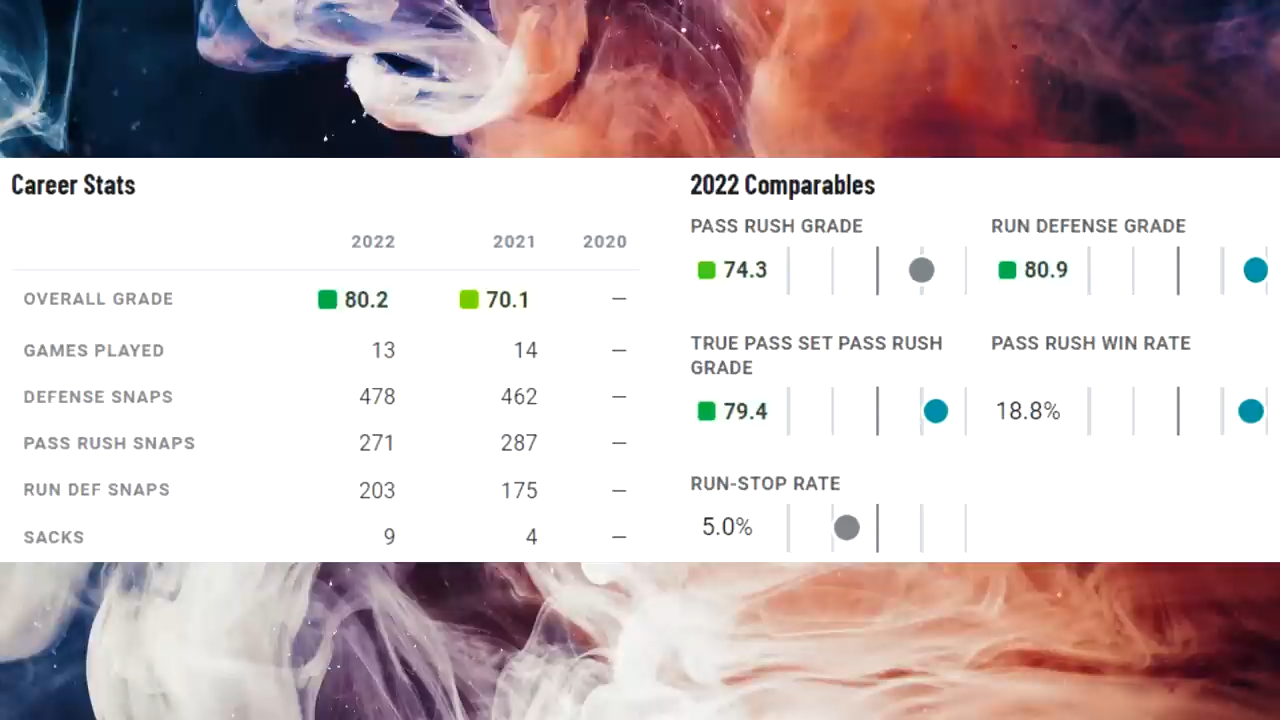 Career Stats
2022 2021 2020
OVERALL GRADE 80.2 70.1 —
GAMES PLAYED 13 14 —
DEFENSE SNAPS 478 462 —
PASS RUSH SNAPS 271 287 —
RUN DEF SNAPS 203 175 —
SACKS 9 4 —
2022 Comparables
PASS RUSH GRADE
74.3
RUN DEFENSE GRADE
80.9
TRUE PASS SET PASS RUSH
GRADE
79.4
PASS RUSH WIN RATE
18.8%
RUN-STOP RATE
5.0%